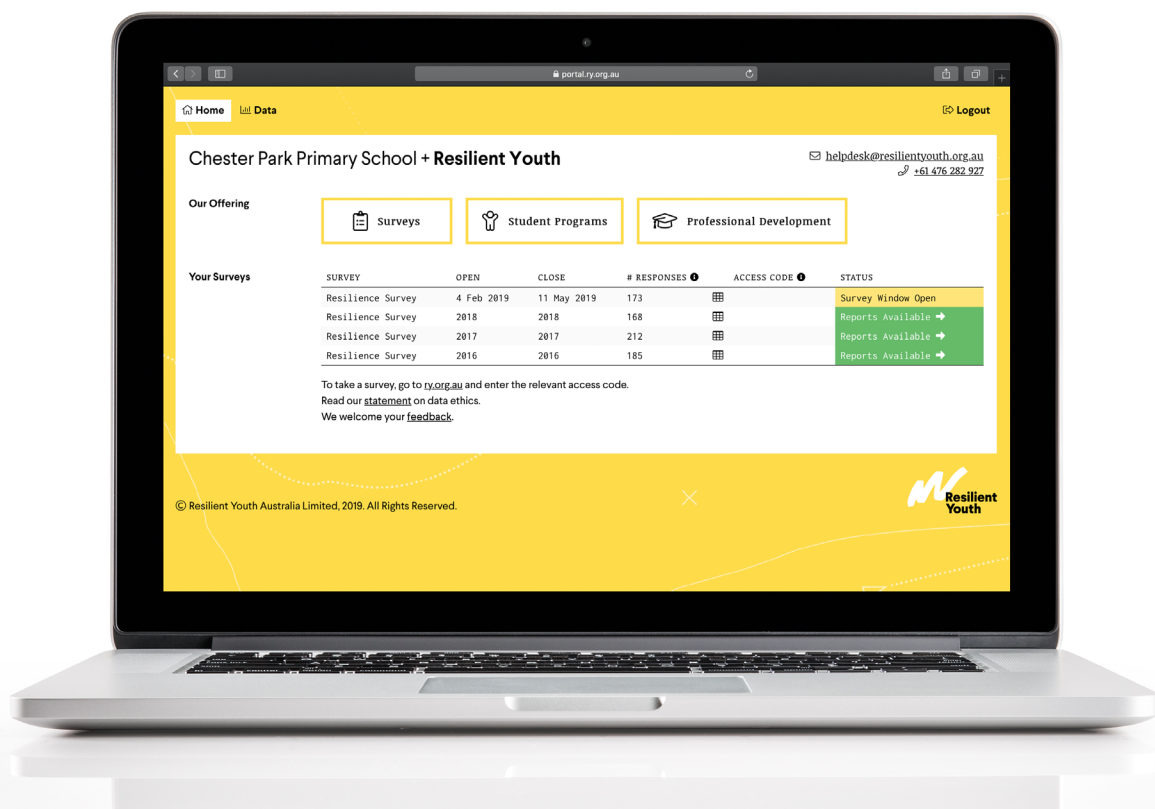 portal.ry.org.au
Home Data Logout
Chester Park Primary School + Resilient Youth
helpdesk@resilientyouth.org.au
+61 476 282 927
Our Offering
Surveys Student Programs Professional Development
Your Surveys
SURVEY OPEN CLOSE # RESPONSES ACCESS CODE STATUS
Resilience Survey 4 Feb 2019 11 May 2019 173 Survey Window Open
Resilience Survey 2018 2018 168 Reports Available →
Resilience Survey 2017 2017 212 Reports Available →
Resilience Survey 2016 2016 185 Reports Available →
To take a survey, go to ry.org.au and enter the relevant access code.
Read our statement on data ethics.
We welcome your feedback.
© Resilient Youth Australia Limited, 2019. All Rights Reserved.
Resilient
Youth